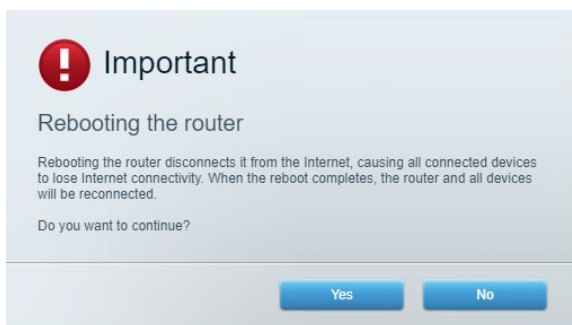 Important
Rebooting the router
Rebooting the router disconnects it from the Internet, causing all connected devices
to lose Internet connectivity. When the reboot completes, the router and all devices
will be reconnected.
Do you want to continue?
Yes
No